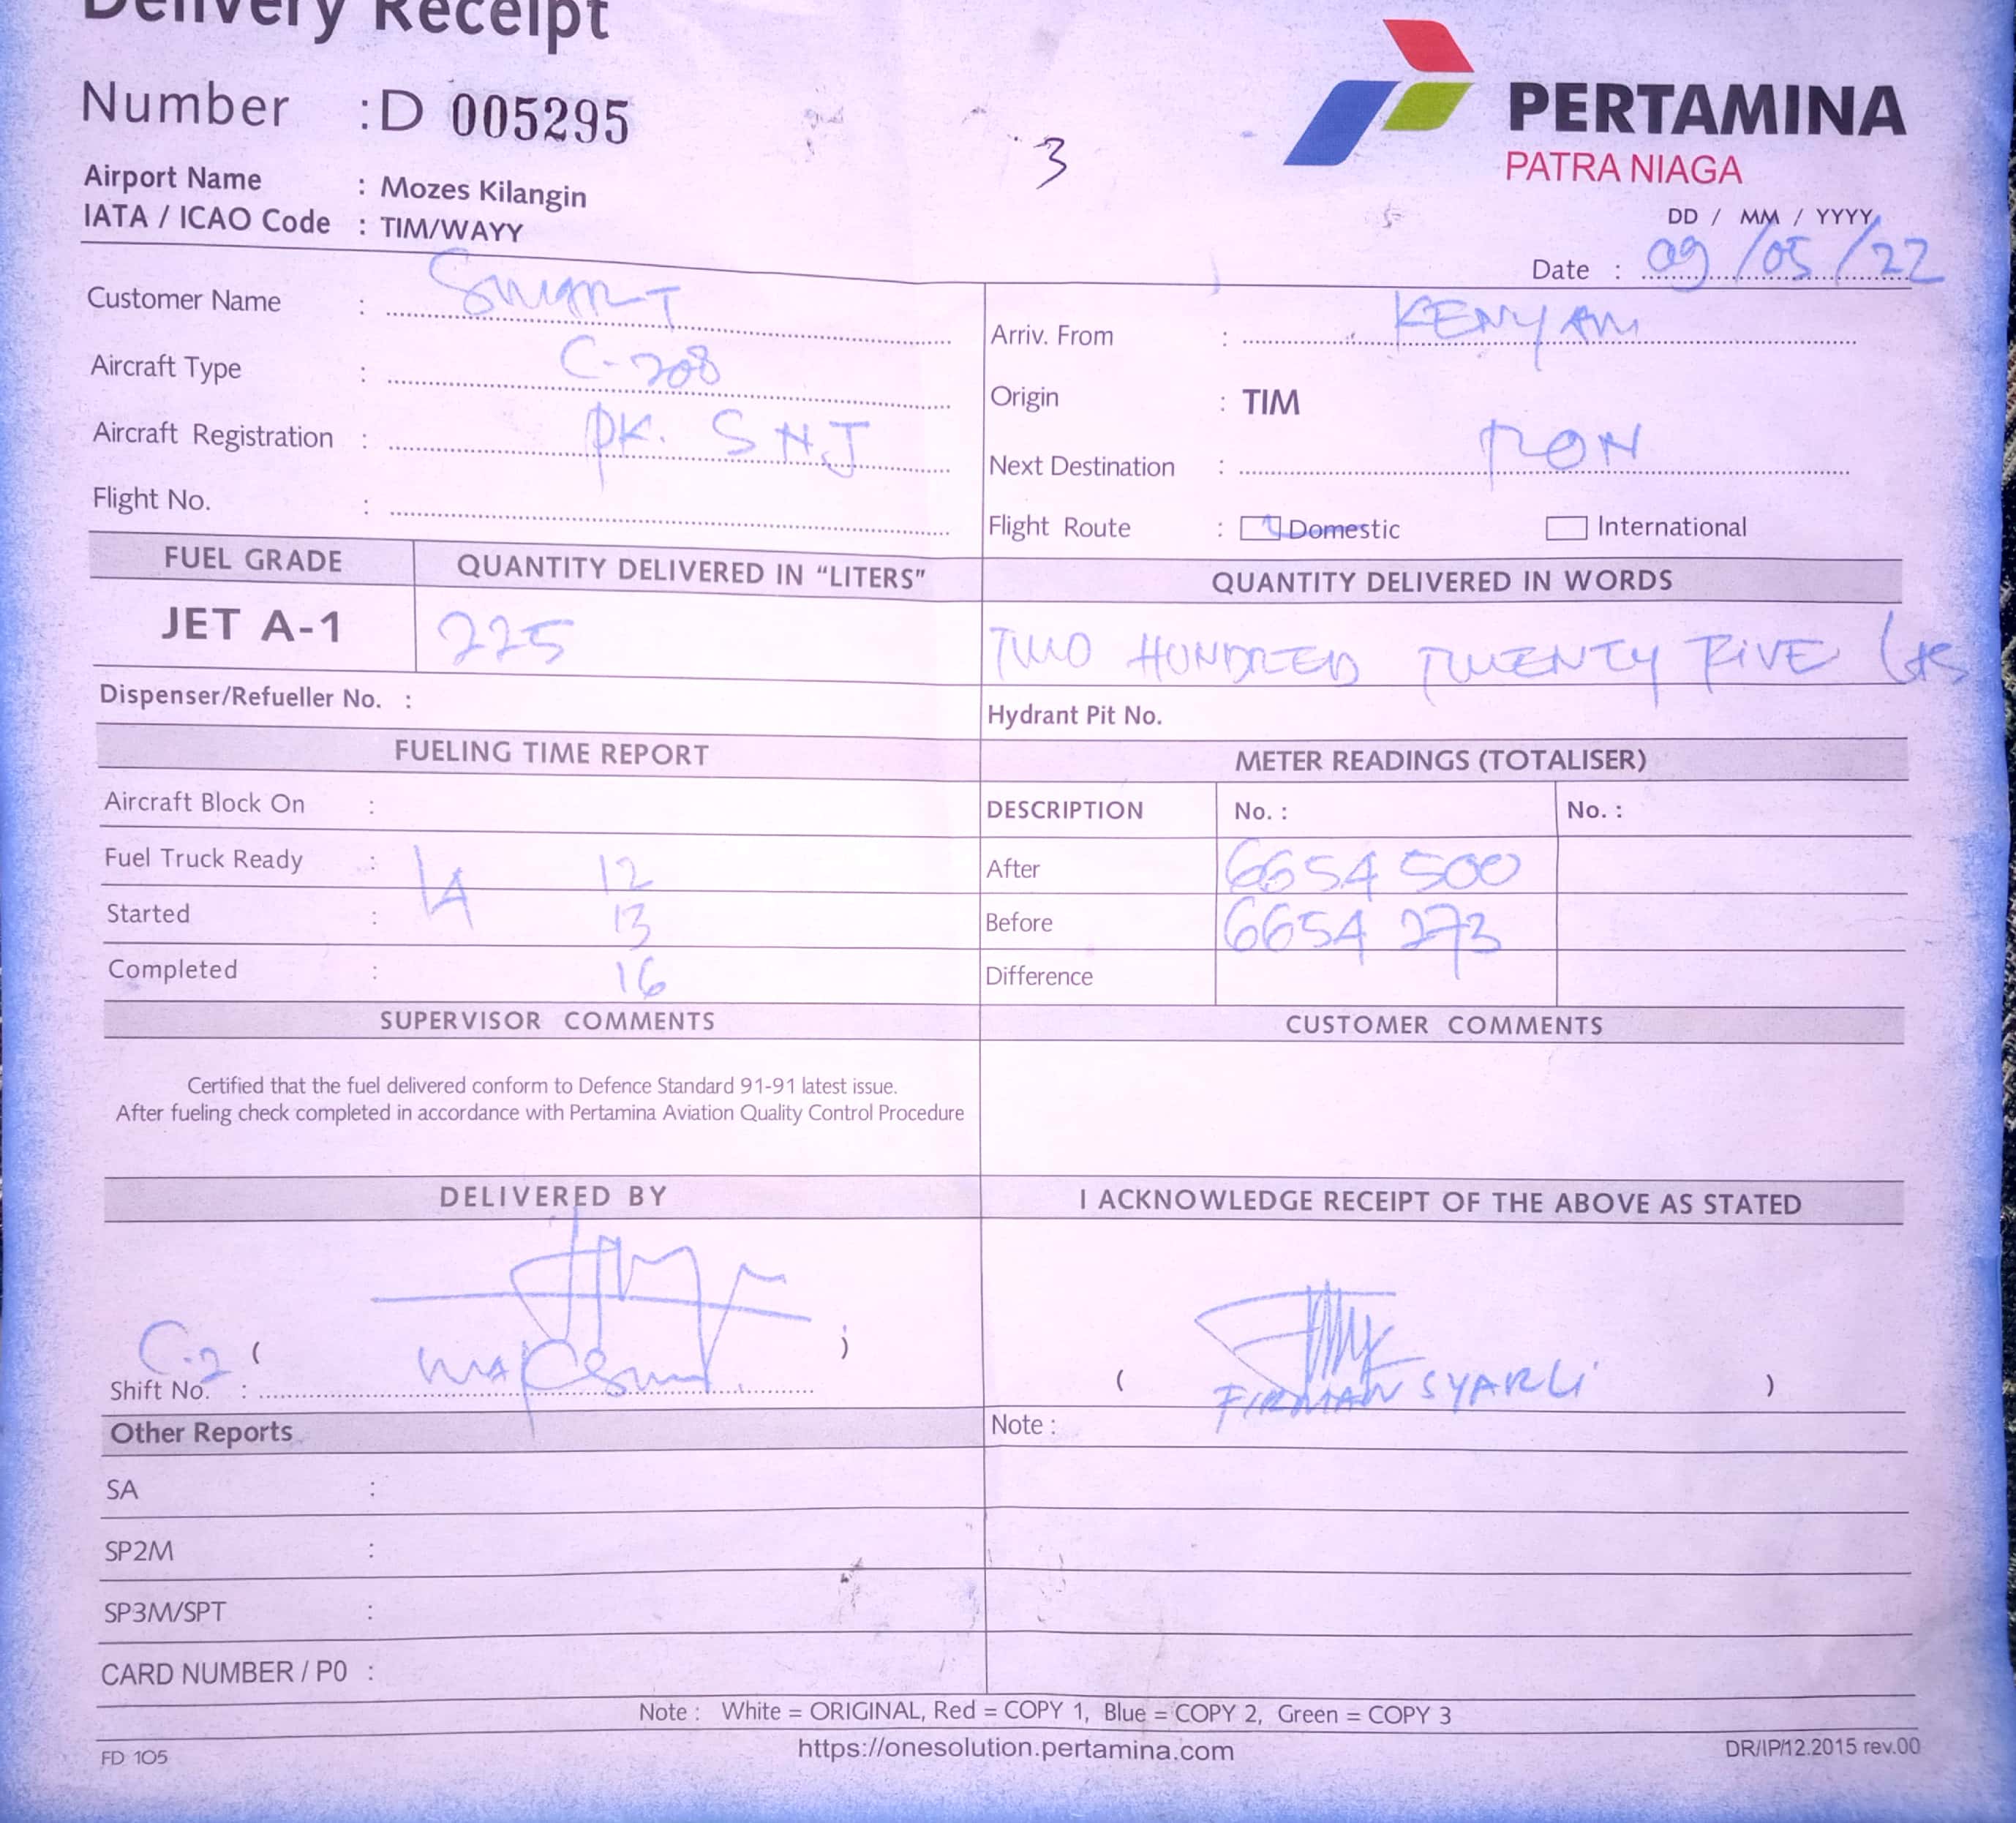 Delivery Receipt
Number : D 005295
3
PERTAMINA
PATRA NIAGA
Airport Name : Mozes Kilangin
IATA / ICAO Code : TIM/WAYY
DD / MM / YYYY
Date : 09/05/22
Customer Name : SMART
Aircraft Type : C-208
Aircraft Registration : PK. SNJ
Flight No. :
Arriv. From : KENYAM
Origin : TIM
Next Destination : RON
Flight Route : Domestic International
FUEL GRADE QUANTITY DELIVERED IN “LITERS” QUANTITY DELIVERED IN WORDS
JET A-1 225 TWO HUNDRED TWENTY FIVE Ltrs
Dispenser/Refueller No. : Hydrant Pit No.
FUELING TIME REPORT METER READINGS (TOTALISER)
Aircraft Block On : DESCRIPTION No. : No. :
Fuel Truck Ready : 14 12 After 6654 500
Started : 13 Before 6654 273
Completed : 16 Difference
SUPERVISOR COMMENTS CUSTOMER COMMENTS
Certified that the fuel delivered conform to Defence Standard 91-91 latest issue.
After fueling check completed in accordance with Pertamina Aviation Quality Control Procedure
DELIVERED BY I ACKNOWLEDGE RECEIPT OF THE ABOVE AS STATED
C-2 ( )
Shift No. :
( FIRMAN SYARLi )
Other Reports Note :
SA :
SP2M :
SP3M/SPT :
CARD NUMBER / P0 :
Note : White = ORIGINAL, Red = COPY 1, Blue = COPY 2, Green = COPY 3
FD 105 https://onesolution.pertamina.com DR/IP/12.2015 rev.00